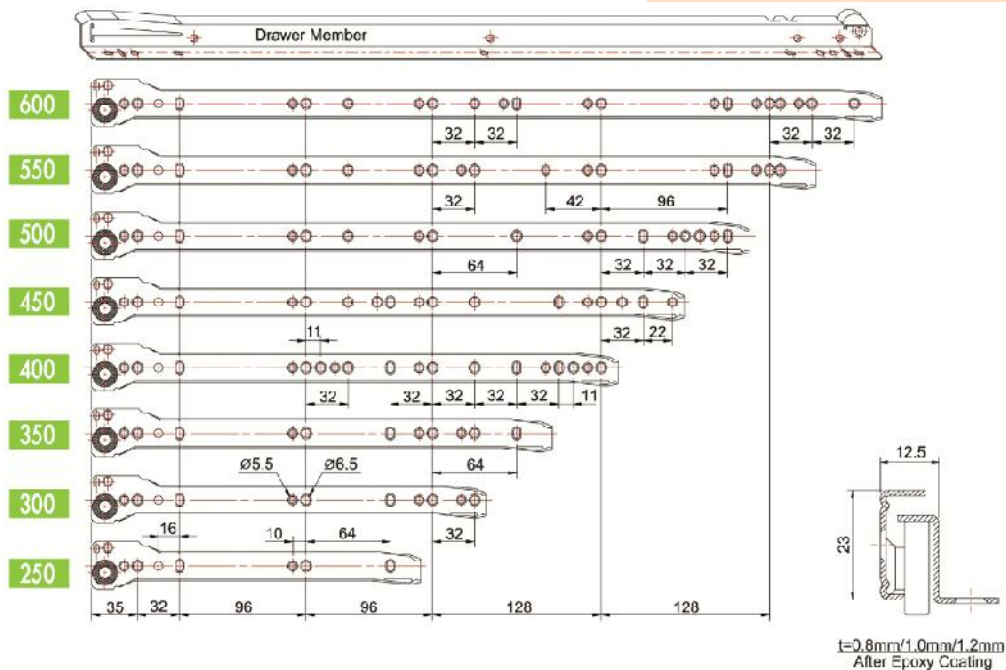 Drawer Member
600
32 32 32 32
550
32 42 96
500
64 32 32 32
450
11 32 22
400
32 32 32 32 32 11
350
Ø5.5 Ø6.5 64
12.5
300
16 10 64 32
23
250
35 32 96 96 128 128
t=0.8mm/1.0mm/1.2mm
After Epoxy Coating